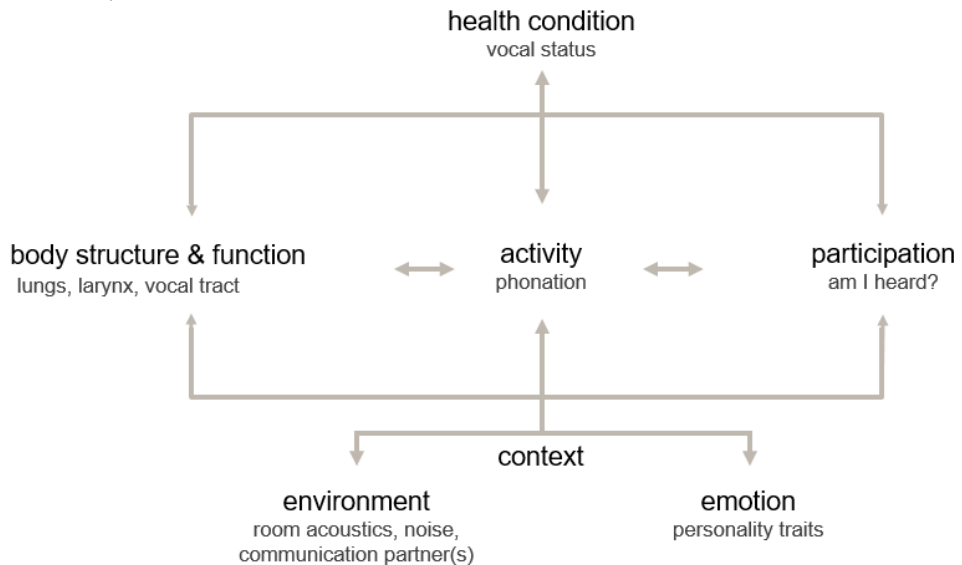 health condition
vocal status
body structure & function
lungs, larynx, vocal tract
activity
phonation
participation
am I heard?
context
environment
room acoustics, noise,
communication partner(s)
emotion
personality traits